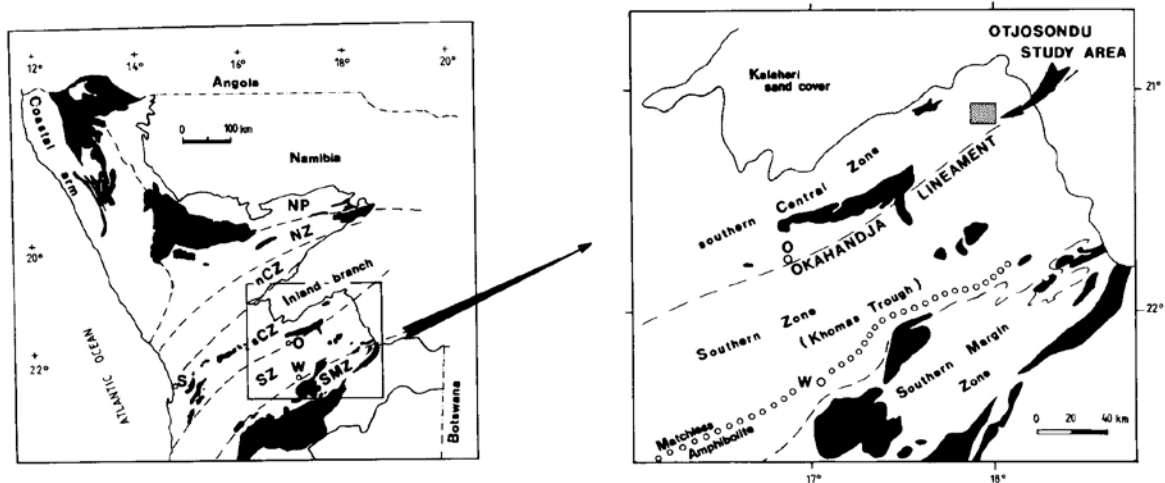 12°
14°
16°
18°
20°
Angola
Coastal
arm
0
100 km
Namibia
NP
NZ
nCZ
20°
Inland-branch
sCZ
O
SZ
W
SMZ
S
22°
ATLANTIC OCEAN
Botswana
OTJOSONDU
STUDY AREA
Kalahari
sand cover
21°
southern Central Zone
OKAHANDJA LINEAMENT
O
Southern Zone
(Khomas Trough)
22°
W
Southern Margin
Zone
Matchless
Amphibolite
0 20 40 km
17°
18°